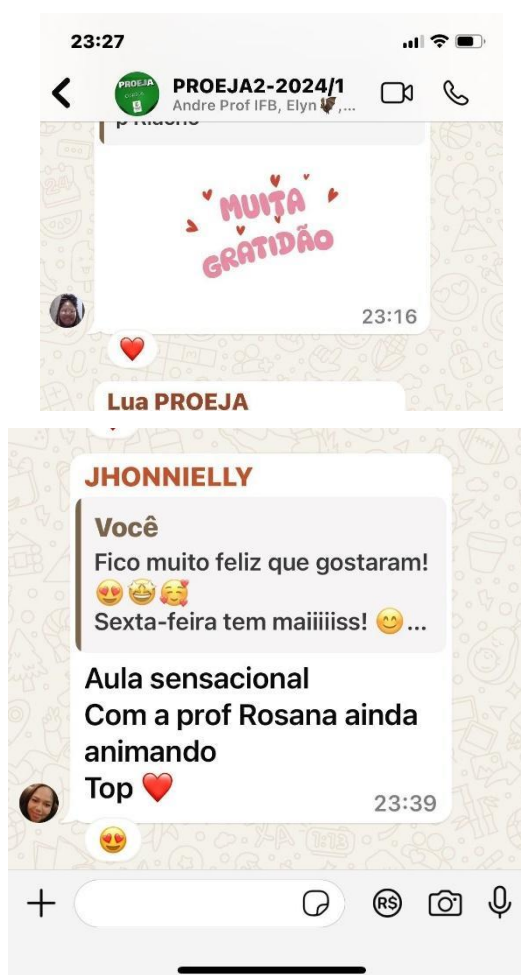 23:27
PROEJA
PROEJA2-2024/1
Andre Prof IFB, Elyn🦋,...
MUITA
GRATIDÃO
23:16
❤️
Lua PROEJA
JHONNIELLY
Você
Fico muito feliz que gostaram!
😍🤩🥰
Sexta-feira tem maiiiiiss! 😊...
Aula sensacional
Com a prof Rosana ainda
animando
Top ❤️
23:39
😍
R$